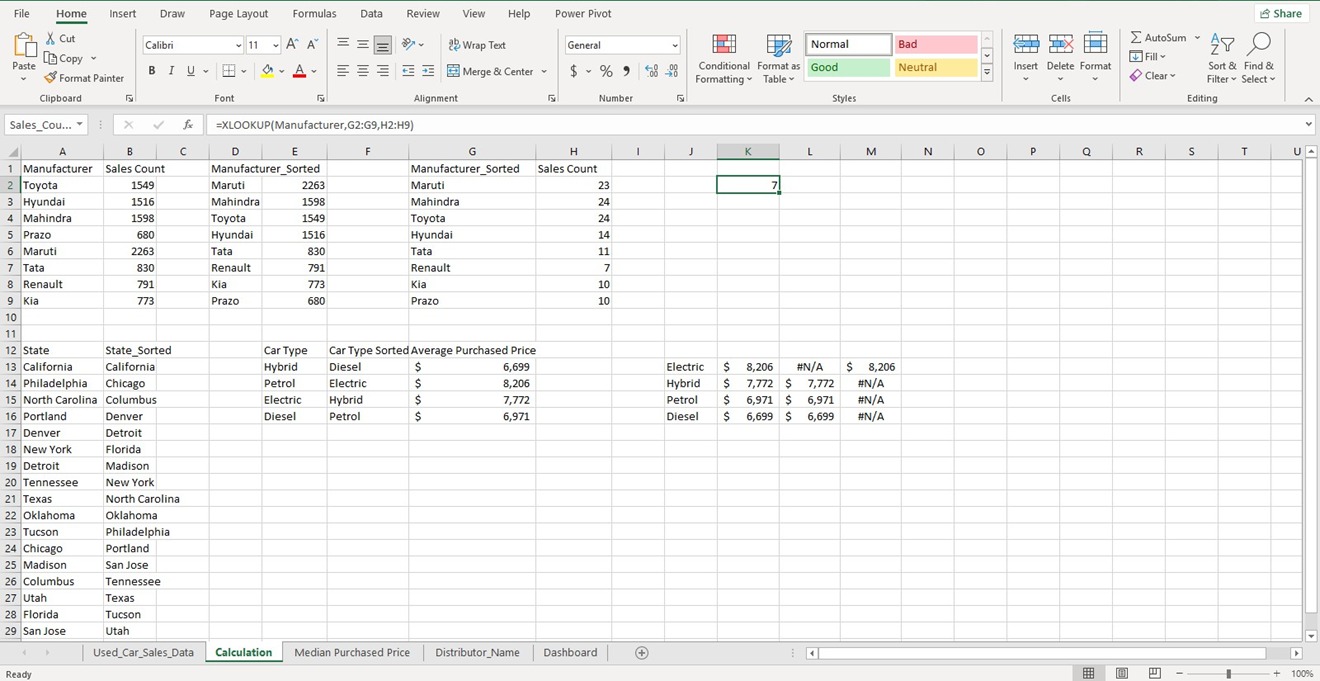 File Home Insert Draw Page Layout Formulas Data Review View Help Power Pivot Share
Paste Cut Copy Format Painter
Calibri 11 A A Wrap Text General
B I U A Merge & Center $ % 9
Conditional Formatting Format as Table Normal Bad Good Neutral
Insert Delete Format AutoSum Fill Clear Sort & Filter Find & Select
Clipboard Font Alignment Number Styles Cells Editing
Sales_Cou... fx =XLOOKUP(Manufacturer,G2:G9,H2:H9)
A B C D E F G H I J K L M N O P Q R S T U
1 Manufacturer Sales Count Manufacturer_Sorted Manufacturer_Sorted Sales Count
2 Toyota 1549 Maruti 2263 Maruti 23 7
3 Hyundai 1516 Mahindra 1598 Mahindra 24
4 Mahindra 1598 Toyota 1549 Toyota 24
5 Prazo 680 Hyundai 1516 Hyundai 14
6 Maruti 2263 Tata 830 Tata 11
7 Tata 830 Renault 791 Renault 7
8 Renault 791 Kia 773 Kia 10
9 Kia 773 Prazo 680 Prazo 10
10
11
12 State State_Sorted Car Type Car Type Sorted Average Purchased Price
13 California California Hybrid Diesel $ 6,699 Electric $ 8,206 #N/A $ 8,206
14 Philadelphia Chicago Petrol Electric $ 8,206 Hybrid $ 7,772 $ 7,772 #N/A
15 North Carolina Columbus Electric Hybrid $ 7,772 Petrol $ 6,971 $ 6,971 #N/A
16 Portland Denver Diesel Petrol $ 6,971 Diesel $ 6,699 $ 6,699 #N/A
17 Denver Detroit
18 New York Florida
19 Detroit Madison
20 Tennessee New York
21 Texas North Carolina
22 Oklahoma Oklahoma
23 Tucson Philadelphia
24 Chicago Portland
25 Madison San Jose
26 Columbus Tennessee
27 Utah Texas
28 Florida Tucson
29 San Jose Utah
Used_Car_Sales_Data Calculation Median Purchased Price Distributor_Name Dashboard
Ready 100%